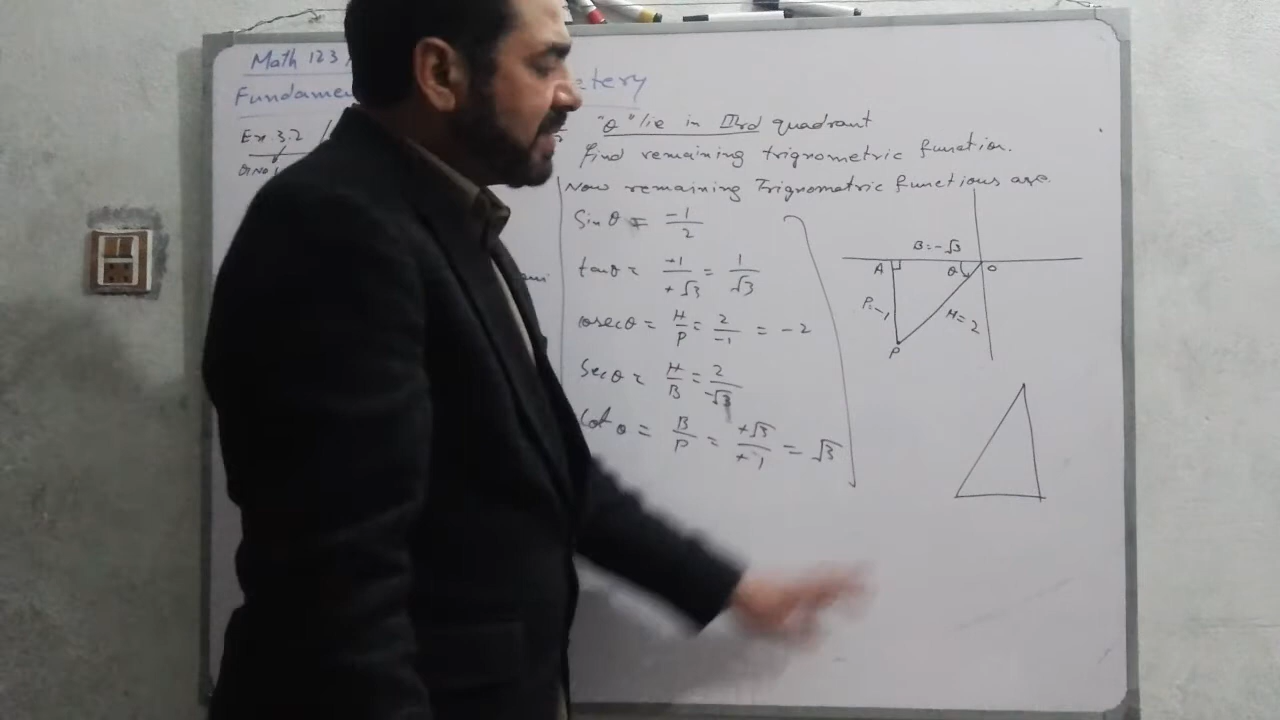 Math 123
Fundame etery
Ex. 3.2
"θ" lie in IIIrd quadrant
find remaining trignometric function.
Now remaining Trignometric functions are
Sin θ = -1/2
tan θ = -1/-√3 = 1/√3
cosec θ = H/P = 2/-1 = -2
Sec θ = H/B = 2/-√3
Cot θ = B/P = -√3/-1 = √3
B=-√3
A θ O
P=-1
H=2
P